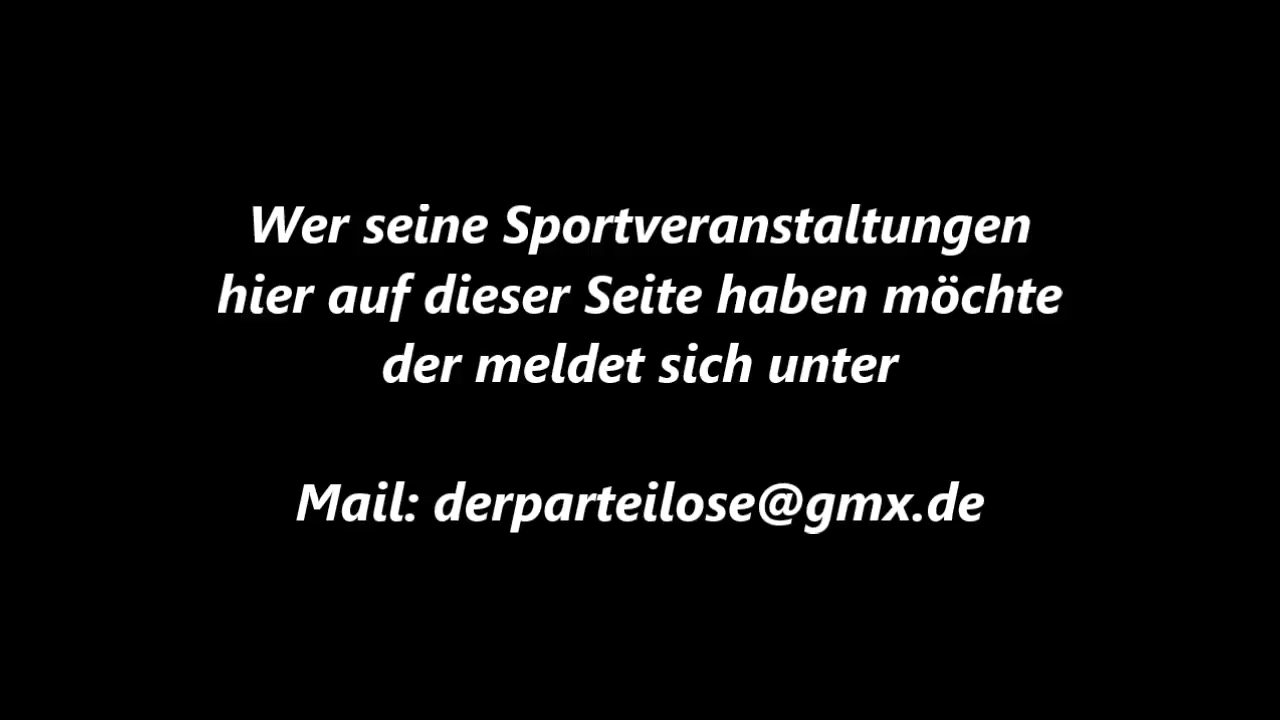 Wer seine Sportveranstaltungen
hier auf dieser Seite haben möchte
der meldet sich unter
Mail: derparteilose@gmx.de